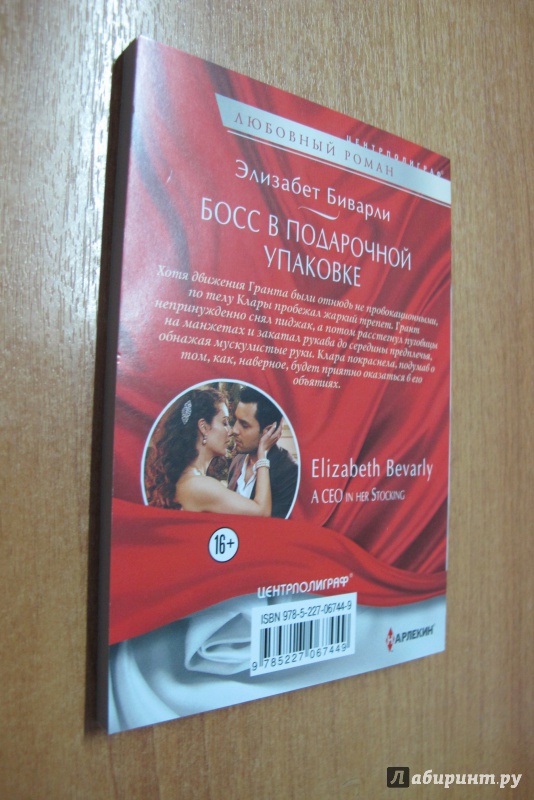 ЦЕНТРПОЛИГРАФ®
ЛЮБОВНЫЙ РОМАН
Элизабет Биварли
БОСС В ПОДАРОЧНОЙ
УПАКОВКЕ
Хотя движения Гранта были отнюдь не провокационными,
по телу Клары пробежал жаркий трепет. Грант
непринужденно снял пиджак, а потом расстегнул пуговицы
на манжетах и закатал рукава до середины предплечья,
обнажая мускулистые руки. Клара покраснела, подумав о
том, как, наверное, будет приятно оказаться в его
объятиях.
Elizabeth Bevarly
A CEO IN HER STOCKING
16+
ЦЕНТРПОЛИГРАФ®
ISBN 978-5-227-06744-9
9 785227 067449
АРЛЕКИН®
Лабиринт.ру